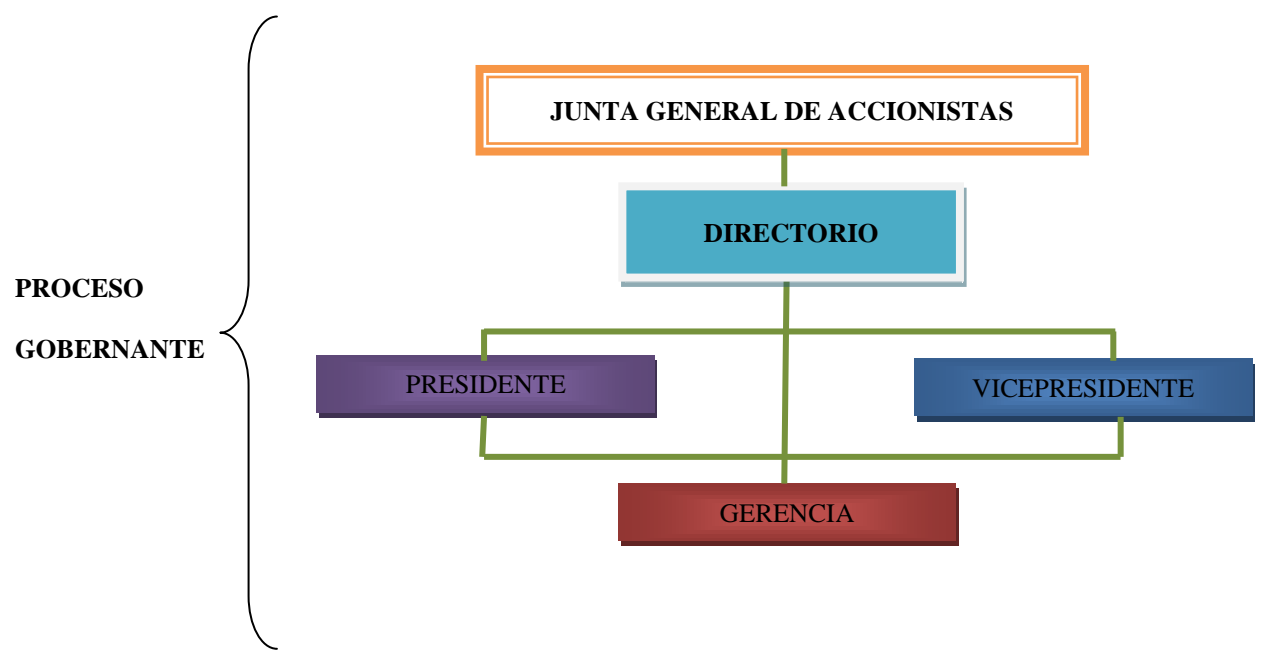 JUNTA GENERAL DE ACCIONISTAS
DIRECTORIO
PROCESO
GOBERNANTE
PRESIDENTE
VICEPRESIDENTE
GERENCIA